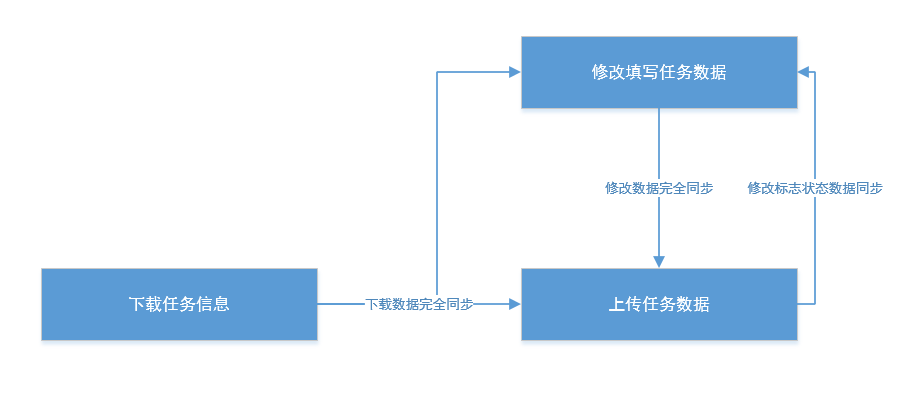 修改填写任务数据
修改数据完全同步
修改标志状态数据同步
下载任务信息
下载数据完全同步
上传任务数据